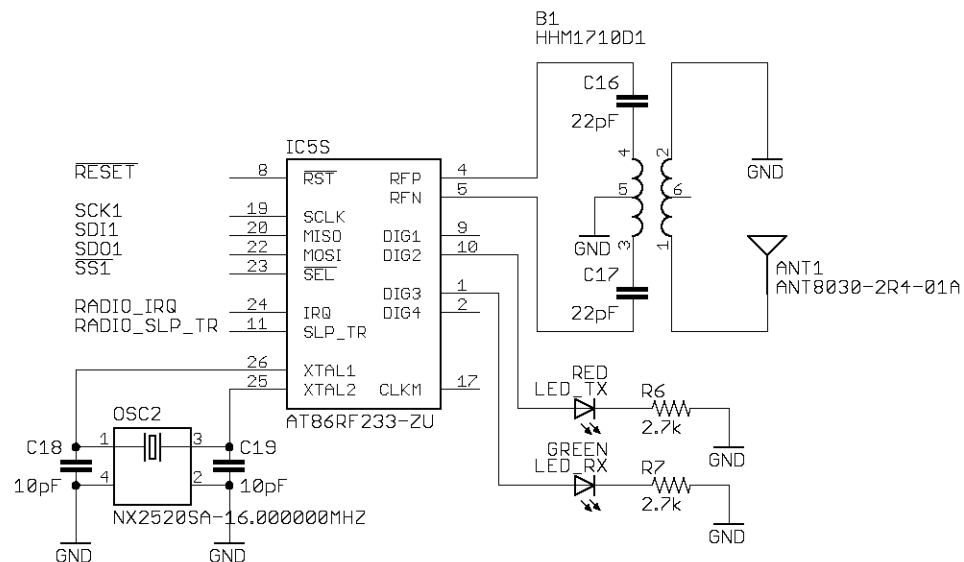 B1
HHM1710D1
C16
22pF
4
2
5
6
3
1
GND
GND
C17
22pF
ANT1
ANT8030-2R4-01A
IC5S
RESET
SCK1
SDI1
SDO1
SS1
RADIO_IRQ
RADIO_SLP_TR
8
19
20
22
23
24
11
26
25
RST
SCLK
MISO
MOSI
SEL
IRQ
SLP_TR
XTAL1
XTAL2
RFP
RFN
DIG1
DIG2
DIG3
DIG4
CLKM
4
5
9
10
1
2
17
AT86RF233-ZU
OSC2
C18
10pF
1
4
3
2
C19
10pF
NX2520SA-16.000000MHZ
GND
GND
RED
LED_TX
R6
2.7k
GND
GREEN
LED_RX
R7
2.7k
GND